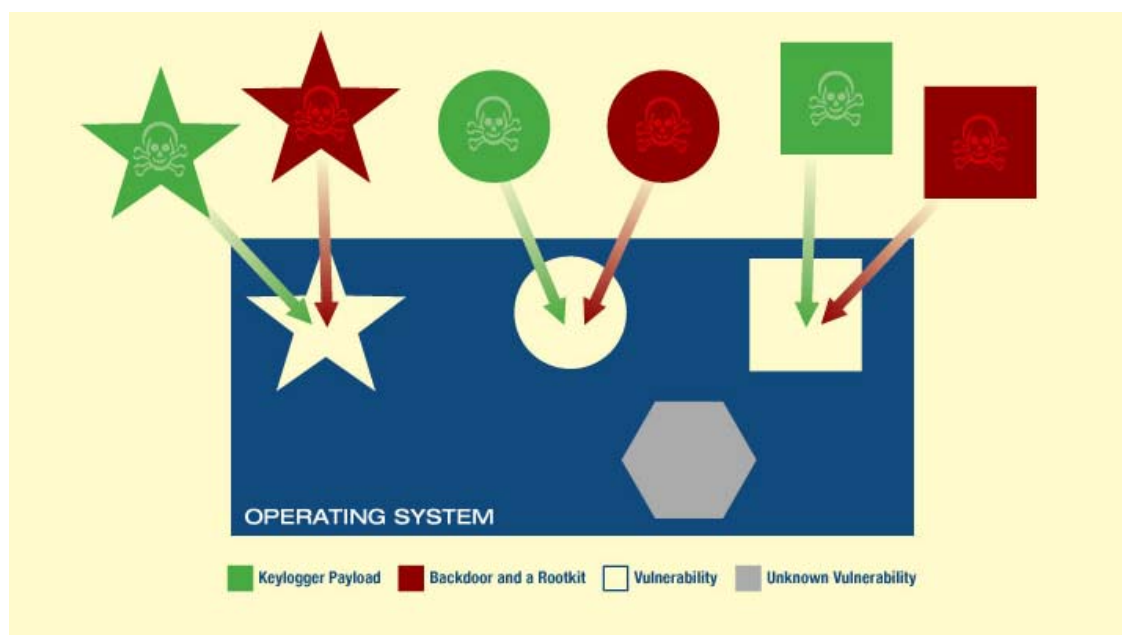 OPERATING SYSTEM
Keylogger Payload
Backdoor and a Rootkit
Vulnerability
Unknown Vulnerability